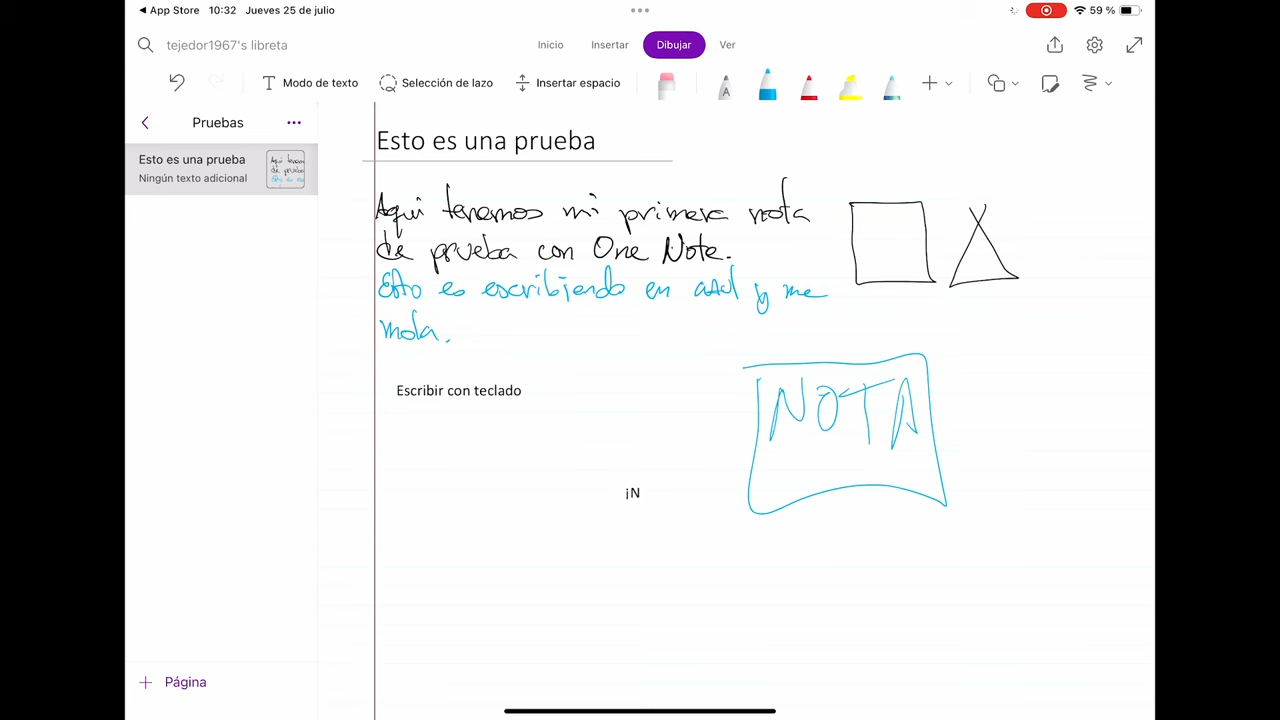 App Store 10:32 Jueves 25 de julio 59 %
tejedor1967's libreta
Inicio Insertar Dibujar Ver
Modo de texto Selección de lazo Insertar espacio A
Pruebas
Esto es una prueba
Ningún texto adicional
Página
Esto es una prueba
Aquí tenemos mi primera nota
de prueba con One Note.
Esto es escribiendo en azul y me
mola.
Escribir con teclado
NOTA
¡N